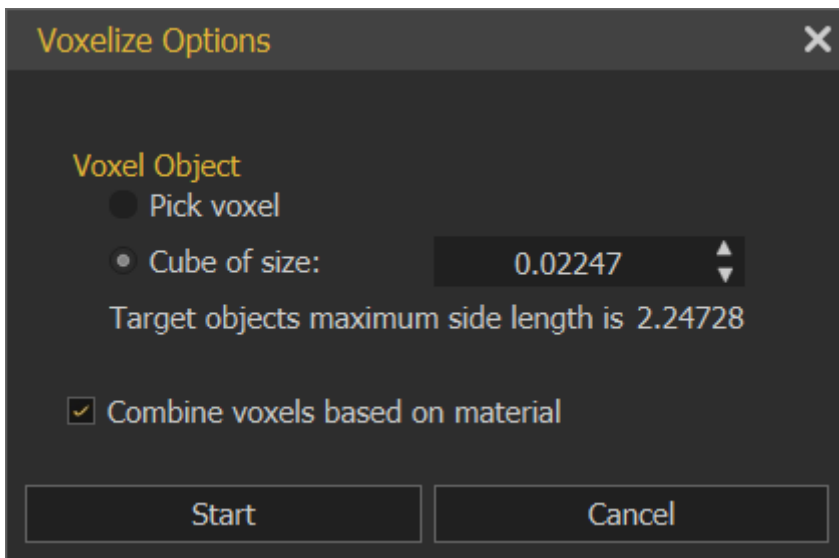 Voxelize Options
Voxel Object
Pick voxel
Cube of size: 0.02247
Target objects maximum side length is 2.24728
Combine voxels based on material
Start Cancel